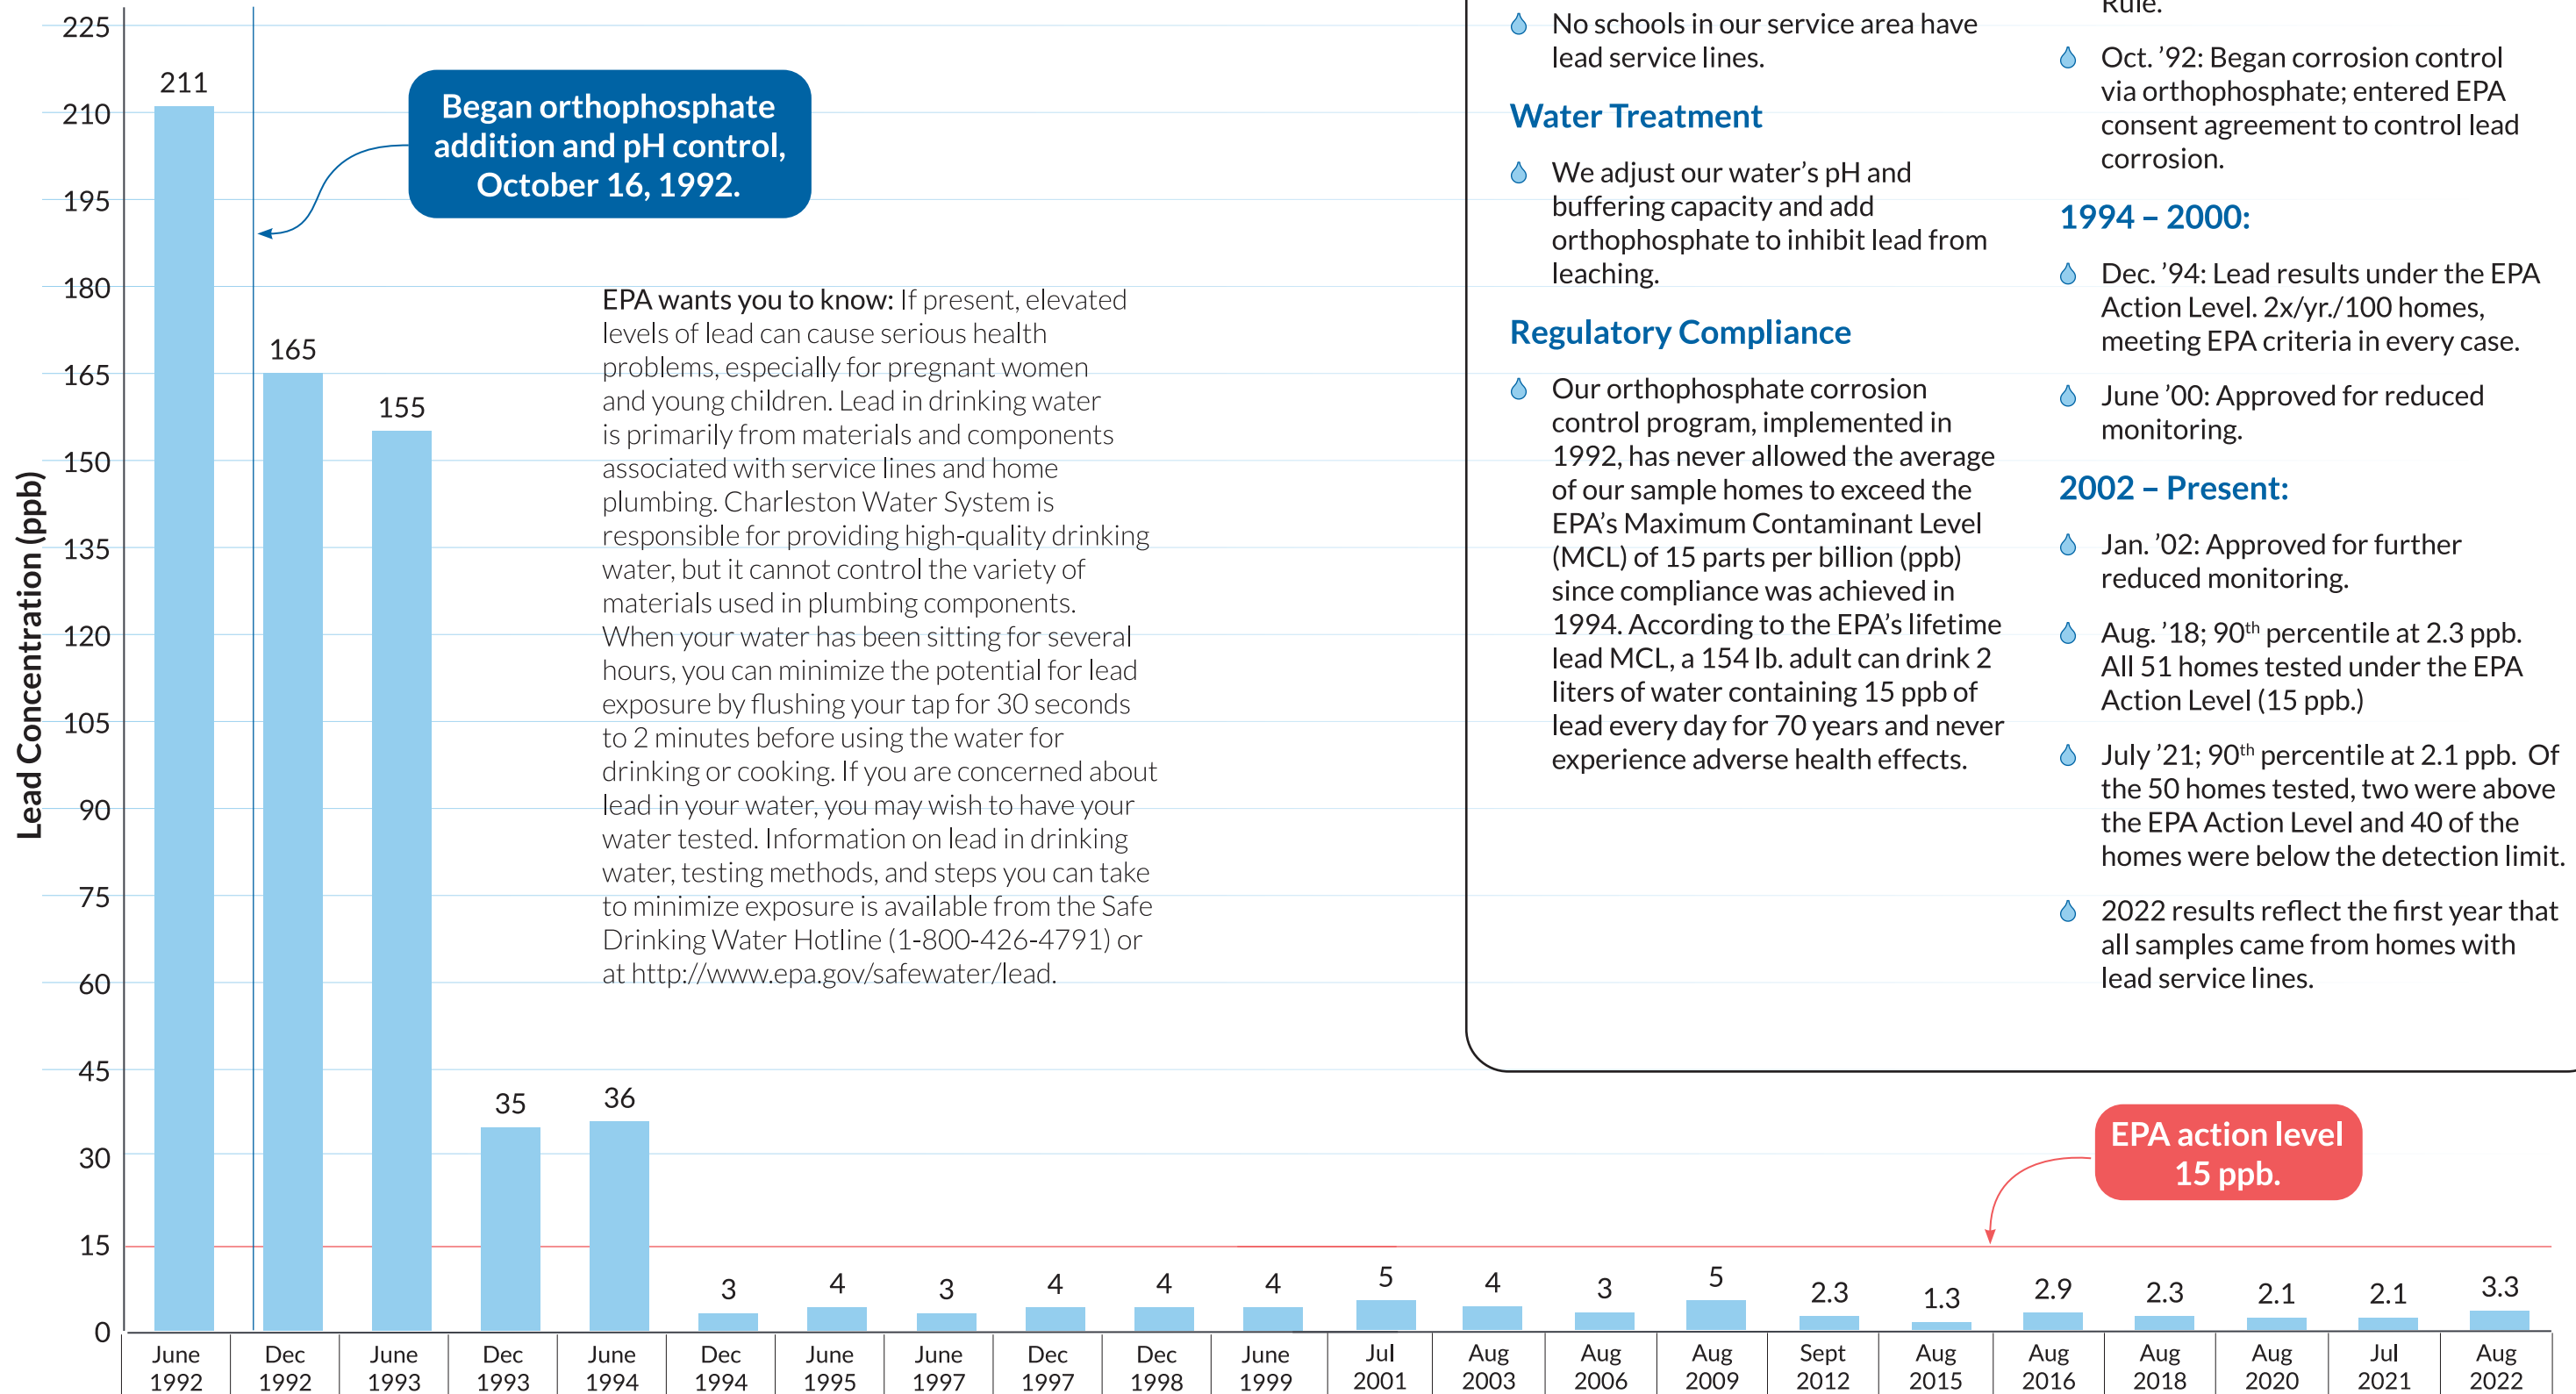 225
211
210
195
180
165
165
155
150
135
120
105
90
75
60
45
35
36
30
15
0
Lead Concentration (ppb)
Began orthophosphate
addition and pH control,
October 16, 1992.
EPA wants you to know: If present, elevated
levels of lead can cause serious health
problems, especially for pregnant women
and young children. Lead in drinking water
is primarily from materials and components
associated with service lines and home
plumbing. Charleston Water System is
responsible for providing high-quality drinking
water, but it cannot control the variety of
materials used in plumbing components.
When your water has been sitting for several
hours, you can minimize the potential for lead
exposure by flushing your tap for 30 seconds
to 2 minutes before using the water for
drinking or cooking. If you are concerned about
lead in your water, you may wish to have your
water tested. Information on lead in drinking
water, testing methods, and steps you can take
to minimize exposure is available from the Safe
Drinking Water Hotline (1-800-426-4791) or
at http://www.epa.gov/safewater/lead.
No schools in our service area have
lead service lines.
Water Treatment
We adjust our water’s pH and
buffering capacity and add
orthophosphate to inhibit lead from
leaching.
Regulatory Compliance
Our orthophosphate corrosion
control program, implemented in
1992, has never allowed the average
of our sample homes to exceed the
EPA’s Maximum Contaminant Level
(MCL) of 15 parts per billion (ppb)
since compliance was achieved in
1994. According to the EPA’s lifetime
lead MCL, a 154 lb. adult can drink 2
liters of water containing 15 ppb of
lead every day for 70 years and never
experience adverse health effects.
Rule.
Oct. ’92: Began corrosion control
via orthophosphate; entered EPA
consent agreement to control lead
corrosion.
1994 – 2000:
Dec. ’94: Lead results under the EPA
Action Level. 2x/yr./100 homes,
meeting EPA criteria in every case.
June ’00: Approved for reduced
monitoring.
2002 – Present:
Jan. ’02: Approved for further
reduced monitoring.
Aug. ’18; 90th percentile at 2.3 ppb.
All 51 homes tested under the EPA
Action Level (15 ppb.)
July ’21; 90th percentile at 2.1 ppb. Of
the 50 homes tested, two were above
the EPA Action Level and 40 of the
homes were below the detection limit.
2022 results reflect the first year that
all samples came from homes with
lead service lines.
EPA action level
15 ppb.
3 4 3 4 4 4 5 4 3 5 2.3 1.3 2.9 2.3 2.1 2.1 3.3
June Dec June Dec June Dec June June Dec Dec June Jul Aug Aug Aug Sept Aug Aug Aug Aug Jul Aug
1992 1992 1993 1993 1994 1994 1995 1997 1997 1998 1999 2001 2003 2006 2009 2012 2015 2016 2018 2020 2021 2022